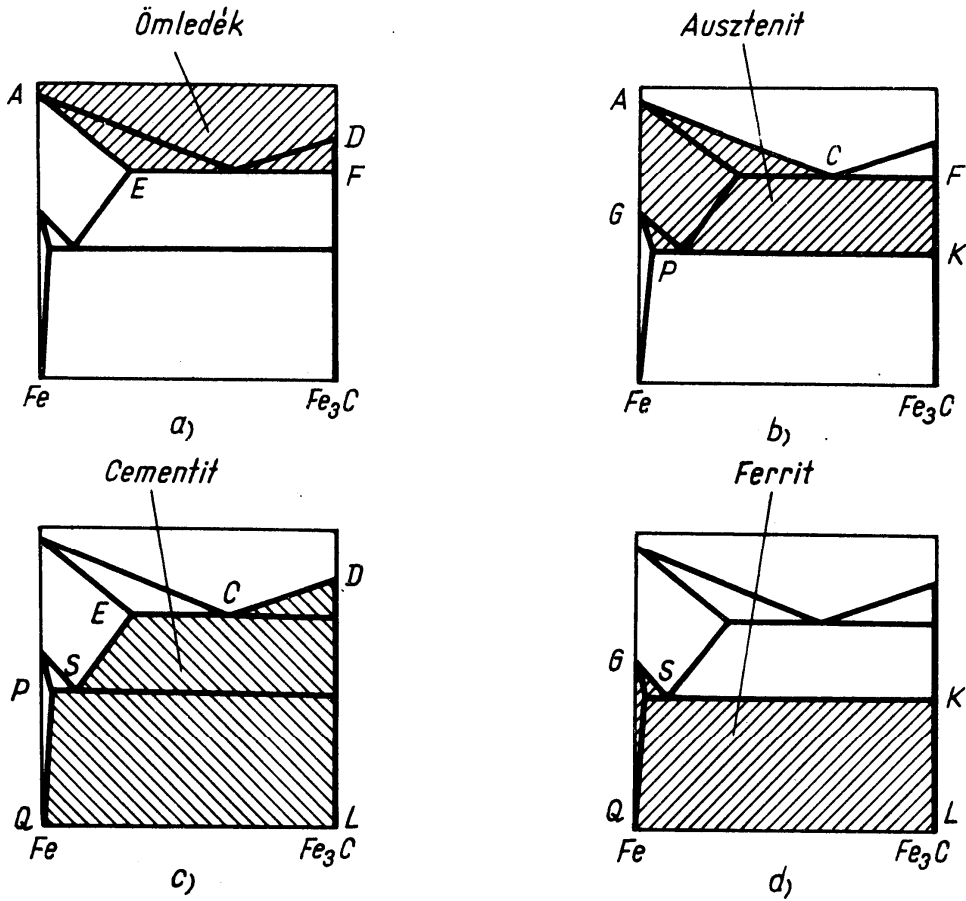 Ömledék
A
D
E
F
Fe
Fe₃C
a)
Ausztenit
A
C
F
G
P
K
Fe
Fe₃C
b)
Cementit
D
C
E
S
P
Q
L
Fe
Fe₃C
c)
Ferrit
G
S
K
Q
L
Fe
Fe₃C
d)